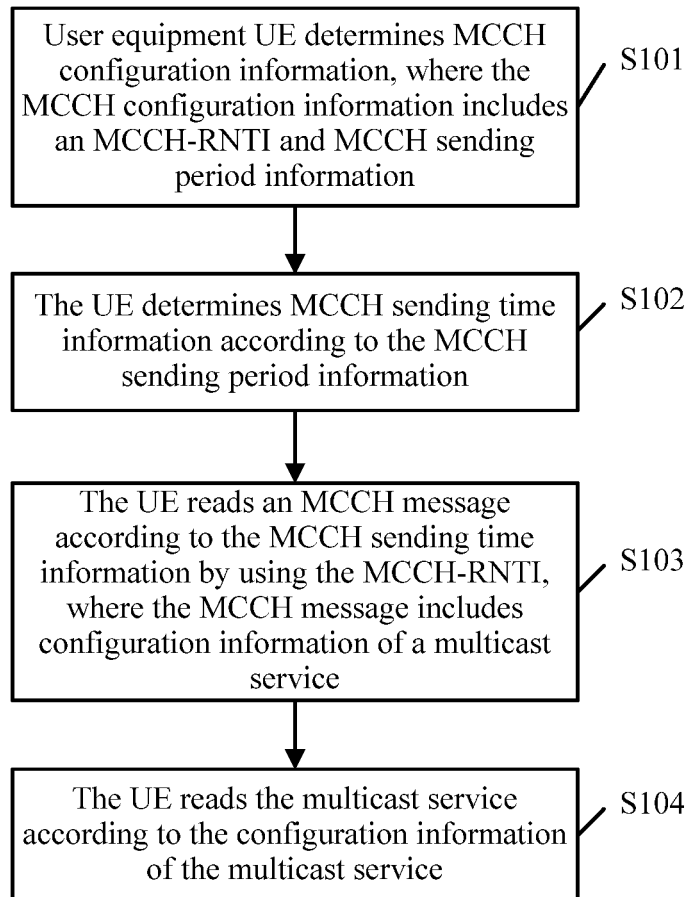 User equipment UE determines MCCH
configuration information, where the
MCCH configuration information includes
an MCCH-RNTI and MCCH sending
period information
S101
The UE determines MCCH sending time
information according to the MCCH
sending period information
S102
The UE reads an MCCH message
according to the MCCH sending time
information by using the MCCH-RNTI,
where the MCCH message includes
configuration information of a multicast
service
S103
The UE reads the multicast service
according to the configuration information
of the multicast service
S104